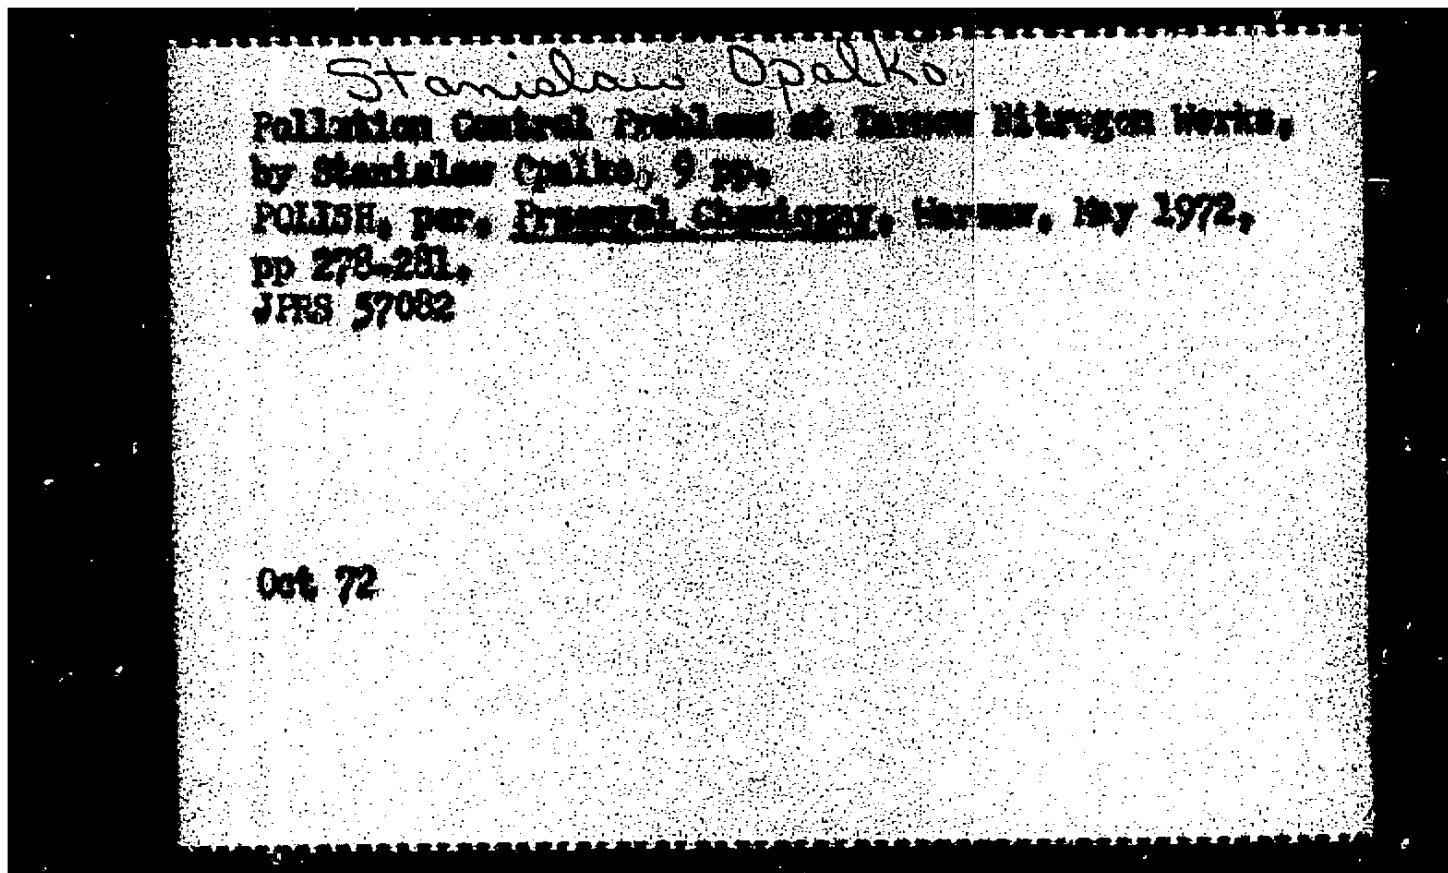 Stanislaw Opalko
Pollution Control Problems at Tarnow Nitrogen Works,
by Stanislaw Opalko, 9 pp.
POLISH, per, Przemysl Chemiczny, Warsaw, May 1972,
pp 278-281.
JPRS 57082
Oct 72